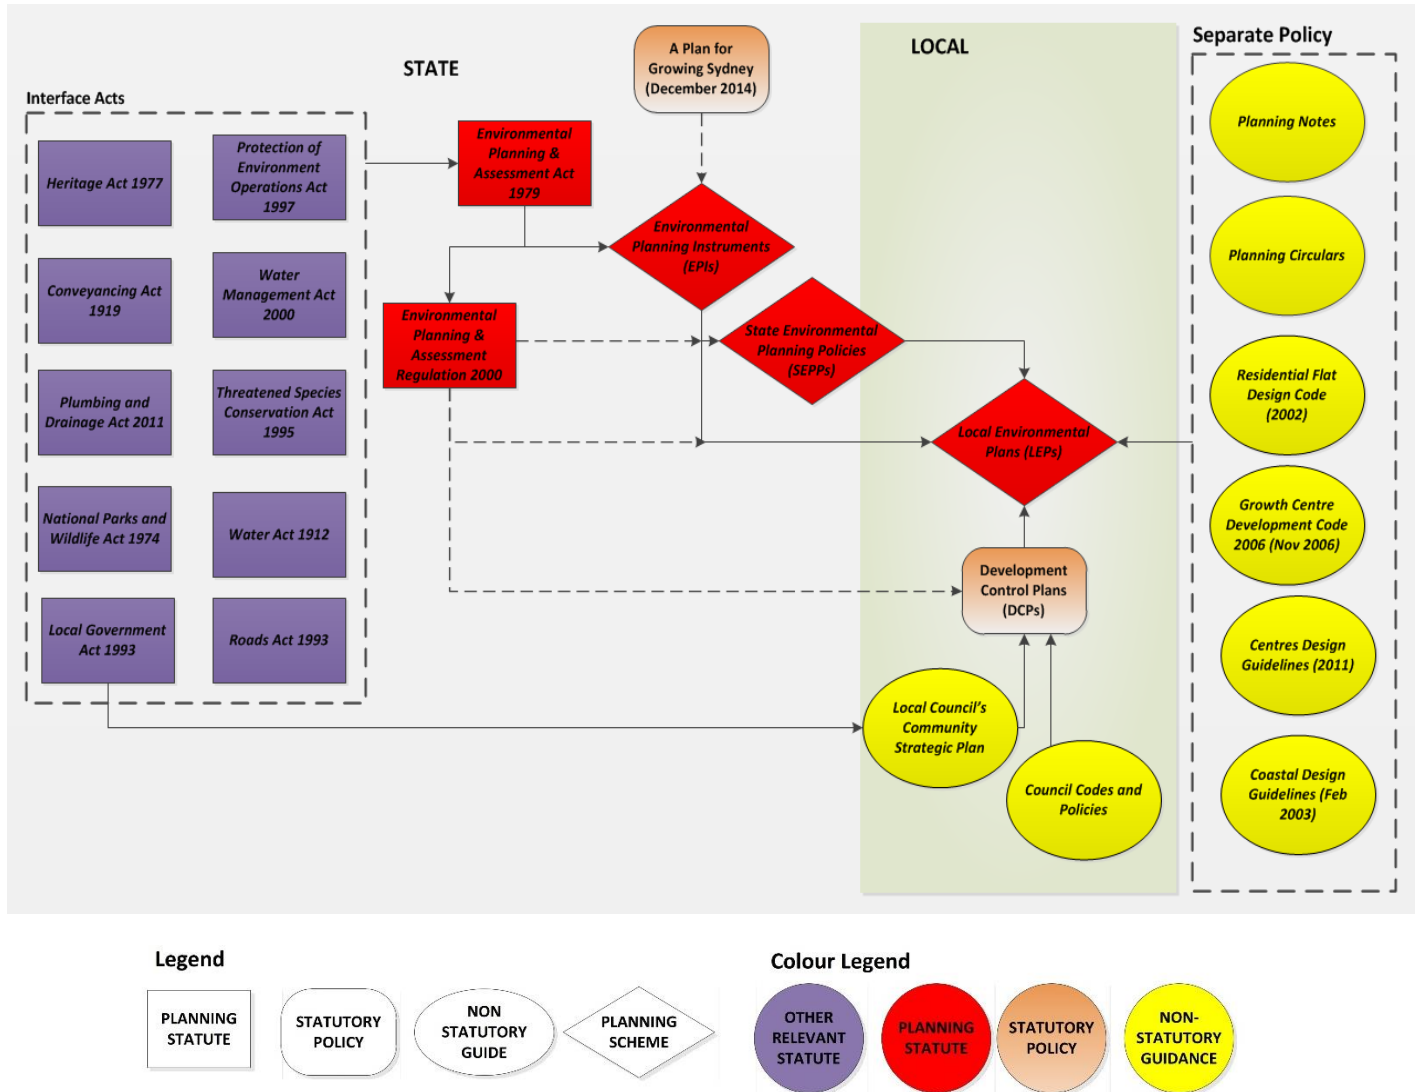 STATE
LOCAL
Separate Policy
A Plan for
Growing Sydney
(December 2014)
Interface Acts
Heritage Act 1977
Protection of
Environment
Operations Act
1997
Conveyancing Act
1919
Water
Management Act
2000
Plumbing and
Drainage Act 2011
Threatened Species
Conservation Act
1995
National Parks and
Wildlife Act 1974
Water Act 1912
Local Government
Act 1993
Roads Act 1993
Environmental
Planning &
Assessment Act
1979
Environmental
Planning Instruments
(EPIs)
Environmental
Planning &
Assessment
Regulation 2000
State Environmental
Planning Policies
(SEPPs)
Local Environmental
Plans (LEPs)
Development
Control Plans
(DCPs)
Local Council’s
Community
Strategic Plan
Council Codes and
Policies
Planning Notes
Planning Circulars
Residential Flat
Design Code
(2002)
Growth Centre
Development Code
2006 (Nov 2006)
Centres Design
Guidelines (2011)
Coastal Design
Guidelines (Feb
2003)
Legend
PLANNING
STATUTE
STATUTORY
POLICY
NON
STATUTORY
GUIDE
PLANNING
SCHEME
Colour Legend
OTHER
RELEVANT
STATUTE
PLANNING
STATUTE
STATUTORY
POLICY
NON-
STATUTORY
GUIDANCE